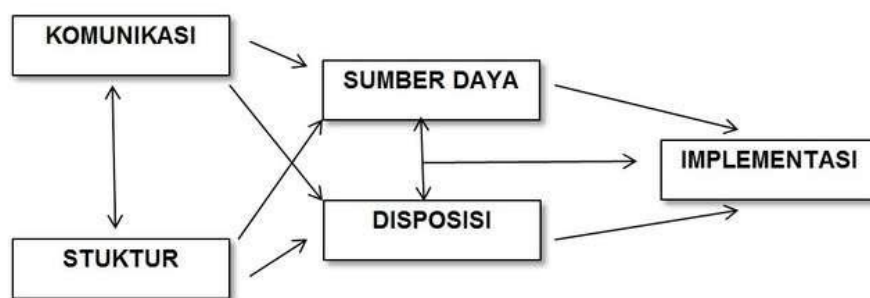 KOMUNIKASI
SUMBER DAYA
IMPLEMENTASI
DISPOSISI
STUKTUR